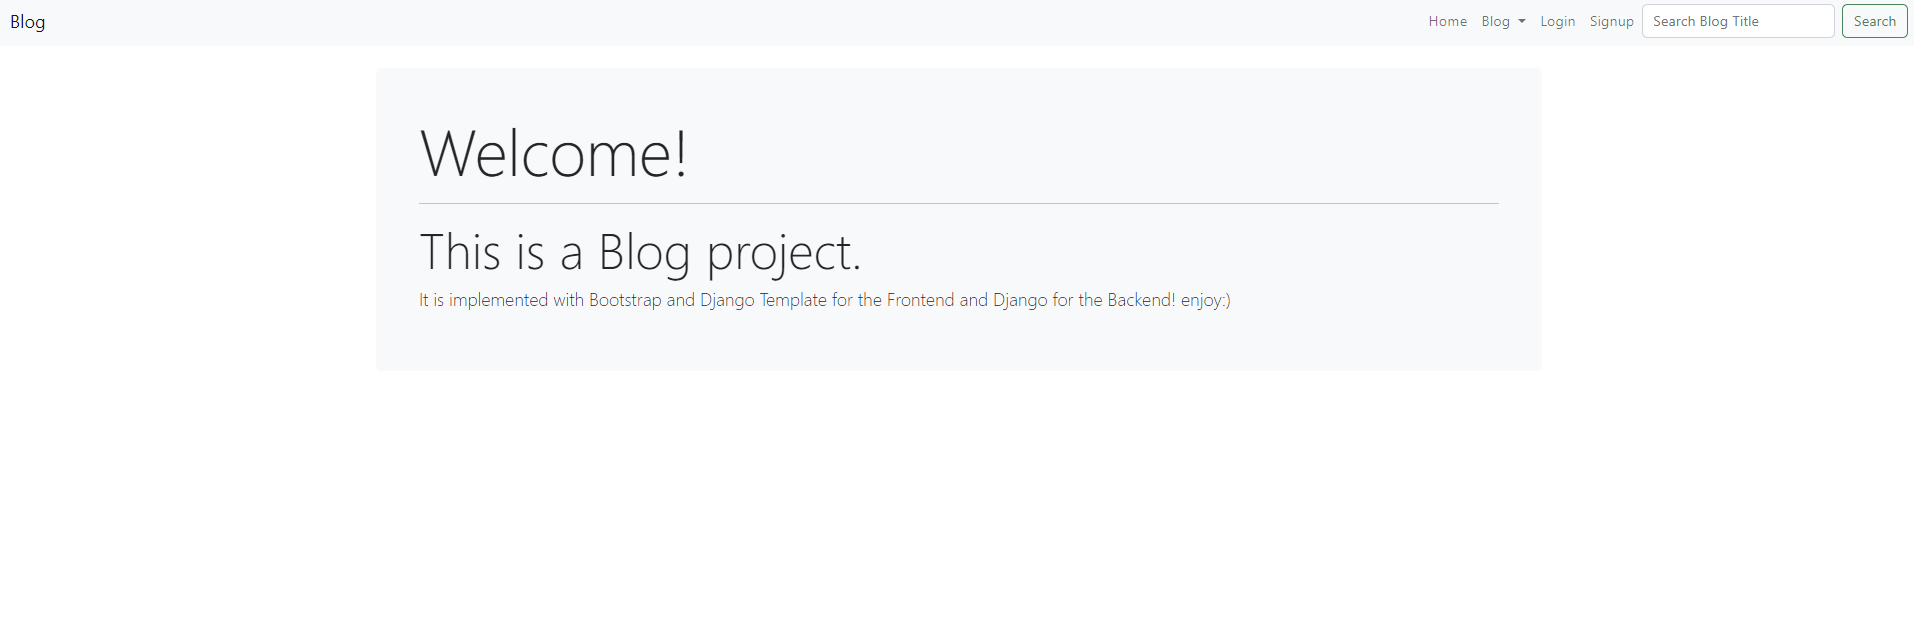 Blog
Home Blog Login Signup Search Blog Title Search
Welcome!
This is a Blog project.
It is implemented with Bootstrap and Django Template for the Frontend and Django for the Backend! enjoy:)